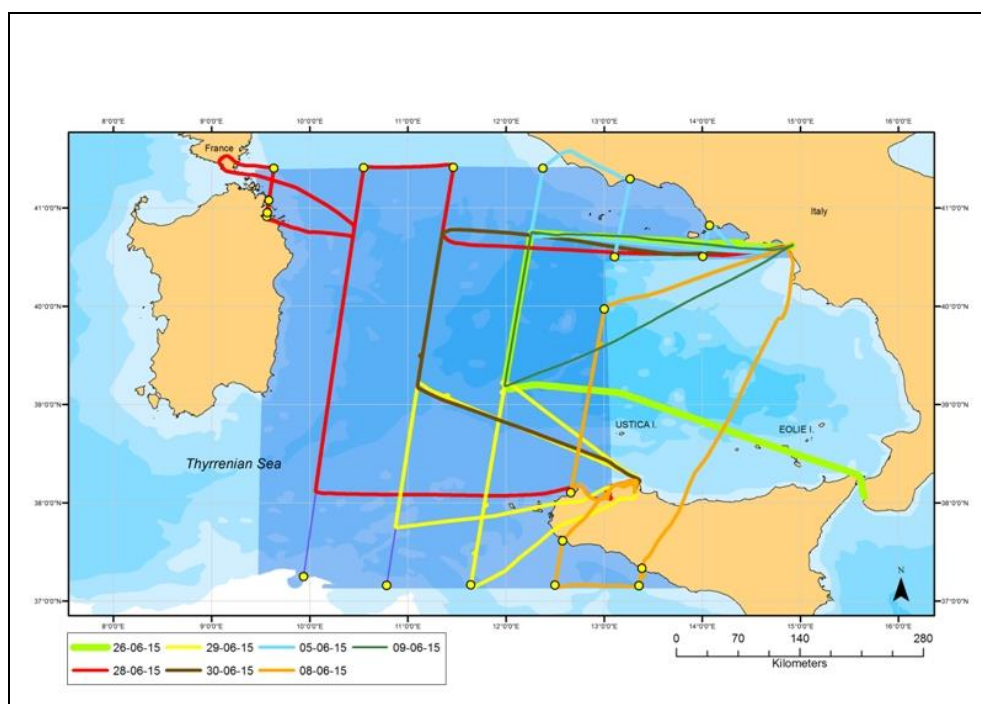 8°0'0"E 9°0'0"E 10°0'0"E 11°0'0"E 12°0'0"E 13°0'0"E 14°0'0"E 15°0'0"E 16°0'0"E
France
41°0'0"N 41°0'0"N
Italy
40°0'0"N 40°0'0"N
39°0'0"N 39°0'0"N
USTICA I. EOLIE I.
Thyrrenian Sea
38°0'0"N 38°0'0"N
N
37°0'0"N 37°0'0"N
8°0'0"E 9°0'0"E 10°0'0"E 11°0'0"E 12°0'0"E 13°0'0"E 14°0'0"E 15°0'0"E 16°0'0"E
26-06-15 29-06-15 05-06-15 09-06-15
28-06-15 30-06-15 08-06-15
0 70 140 280
Kilometers